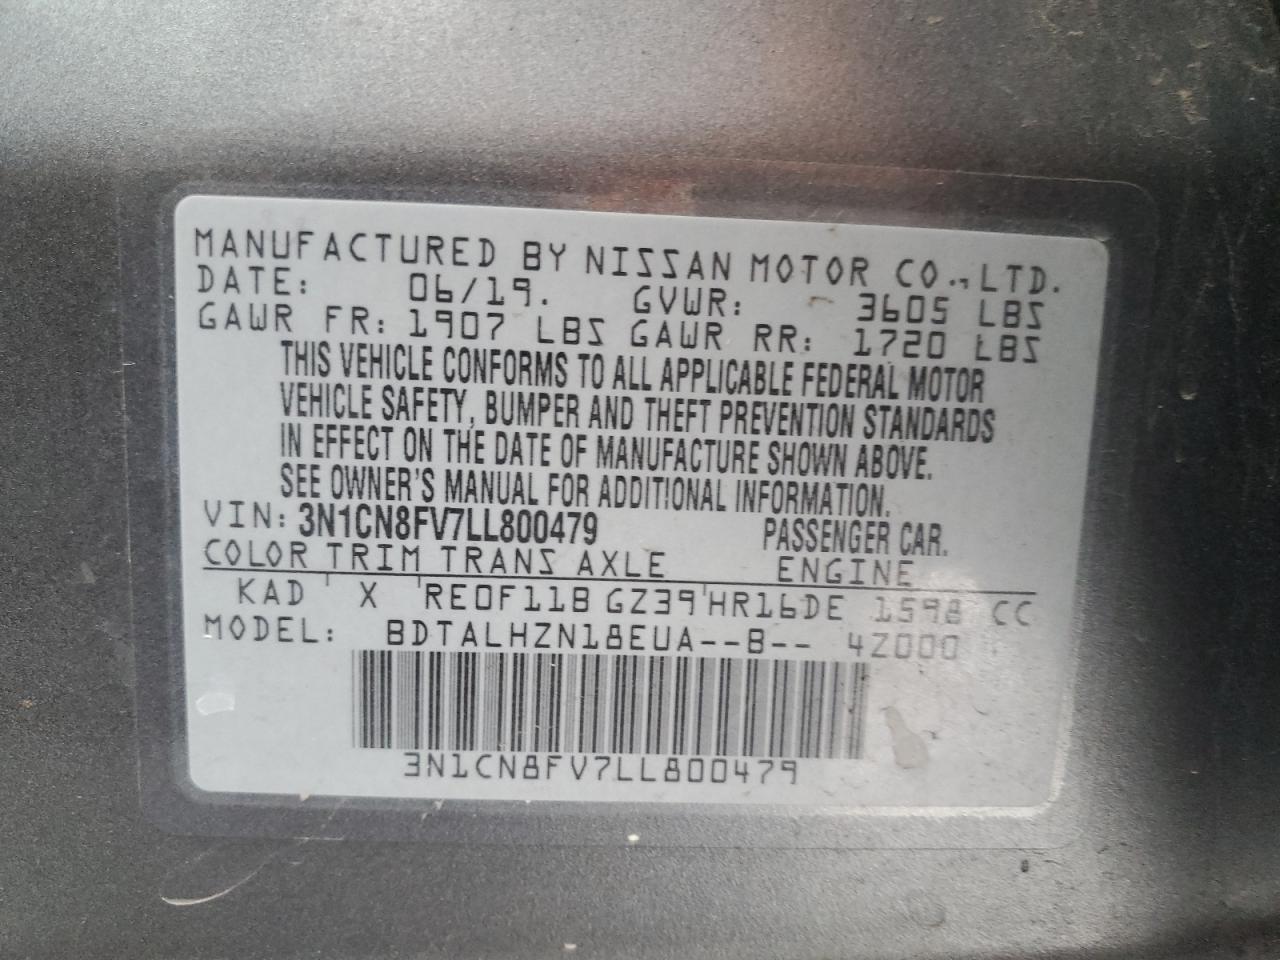 MANUFACTURED BY NISSAN MOTOR CO.,LTD.
DATE: 06/19. GVWR: 3605 LBS
GAWR FR: 1907 LBS GAWR RR: 1720 LBS
THIS VEHICLE CONFORMS TO ALL APPLICABLE FEDERAL MOTOR
VEHICLE SAFETY, BUMPER AND THEFT PREVENTION STANDARDS
IN EFFECT ON THE DATE OF MANUFACTURE SHOWN ABOVE.
SEE OWNER'S MANUAL FOR ADDITIONAL INFORMATION.
VIN: 3N1CN8FV7LL800479 PASSENGER CAR.
COLOR TRIM TRANS AXLE ENGINE
KAD ' X 'RE0F11B GZ39'HR16DE 1598 CC
MODEL: BDTALHZN18EUA--B-- 4Z000
3N1CN8FV7LL800479